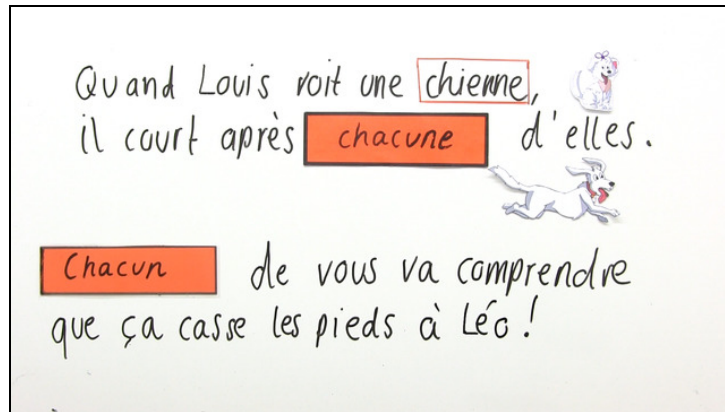 Quand Louis voit une chienne,
il court après chacune d'elles.
Chacun de vous va comprendre
que ça casse les pieds à Léo!